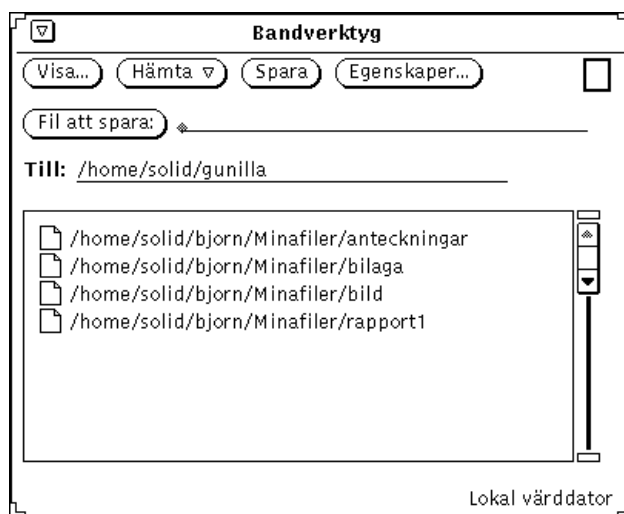 Bandverktyg
Visa... Hämta Spara Egenskaper...
Fil att spara:
Till: /home/solid/gunilla
/home/solid/bjorn/Minafiler/anteckningar
/home/solid/bjorn/Minafiler/bilaga
/home/solid/bjorn/Minafiler/bild
/home/solid/bjorn/Minafiler/rapport1
Lokal värddator